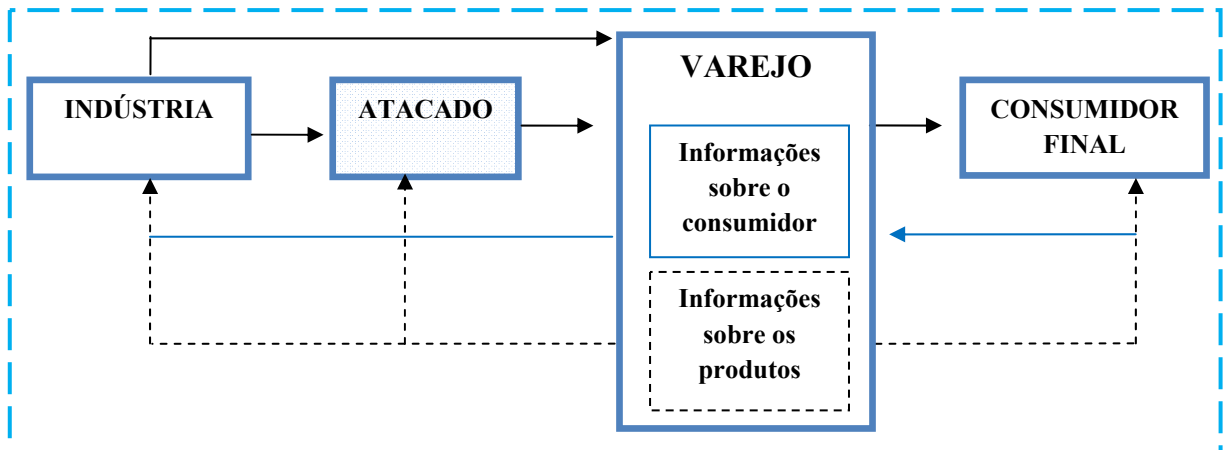 INDÚSTRIA
ATACADO
VAREJO
Informações
sobre o
consumidor
Informações
sobre os
produtos
CONSUMIDOR
FINAL